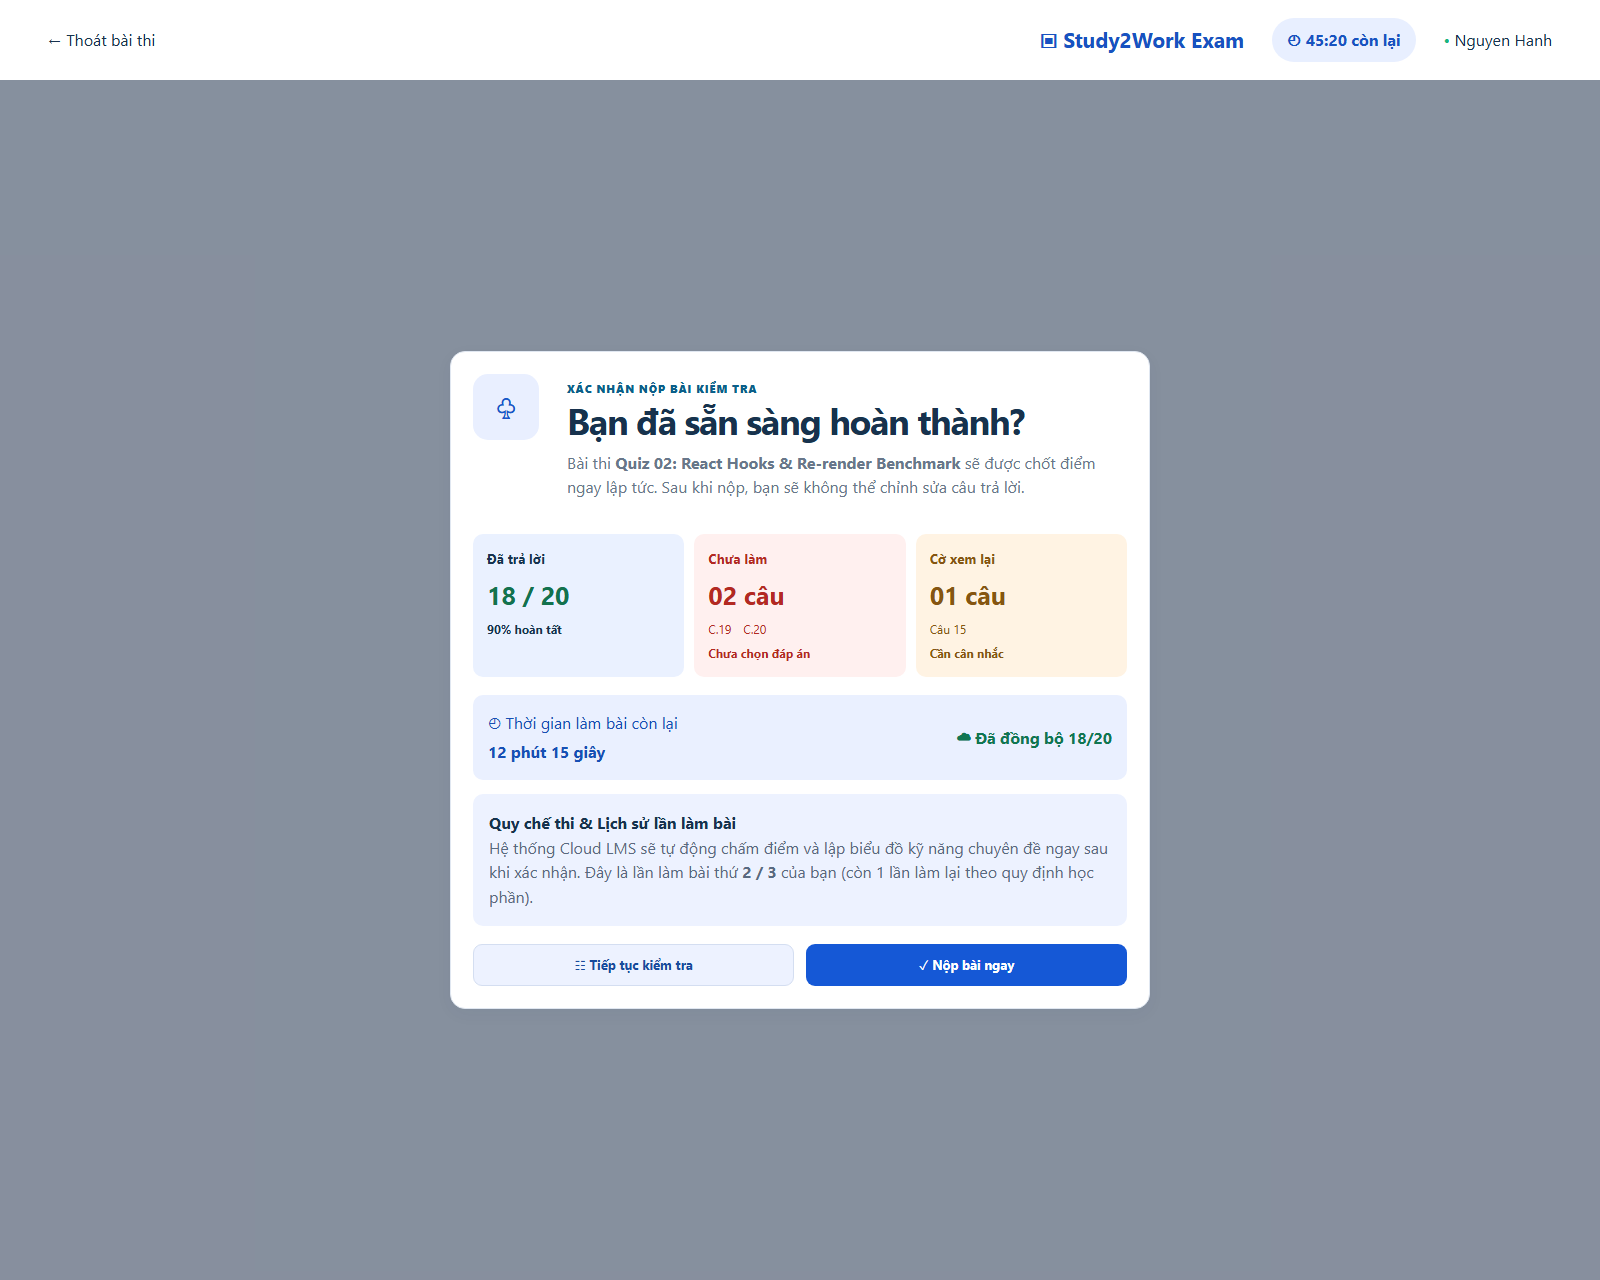 ← Thoát bài thi
Study2Work Exam
45:20 còn lại
Nguyen Hanh
XÁC NHẬN NỘP BÀI KIỂM TRA
Bạn đã sẵn sàng hoàn thành?
Bài thi Quiz 02: React Hooks & Re-render Benchmark sẽ được chốt điểm
ngay lập tức. Sau khi nộp, bạn sẽ không thể chỉnh sửa câu trả lời.
Đã trả lời
18 / 20
90% hoàn tất
Chưa làm
02 câu
C.19 C.20
Chưa chọn đáp án
Cờ xem lại
01 câu
Câu 15
Cần cân nhắc
Thời gian làm bài còn lại
12 phút 15 giây
Đã đồng bộ 18/20
Quy chế thi & Lịch sử lần làm bài
Hệ thống Cloud LMS sẽ tự động chấm điểm và lập biểu đồ kỹ năng chuyên đề ngay sau
khi xác nhận. Đây là lần làm bài thứ 2 / 3 của bạn (còn 1 lần làm lại theo quy định học
phần).
Tiếp tục kiểm tra
✓ Nộp bài ngay